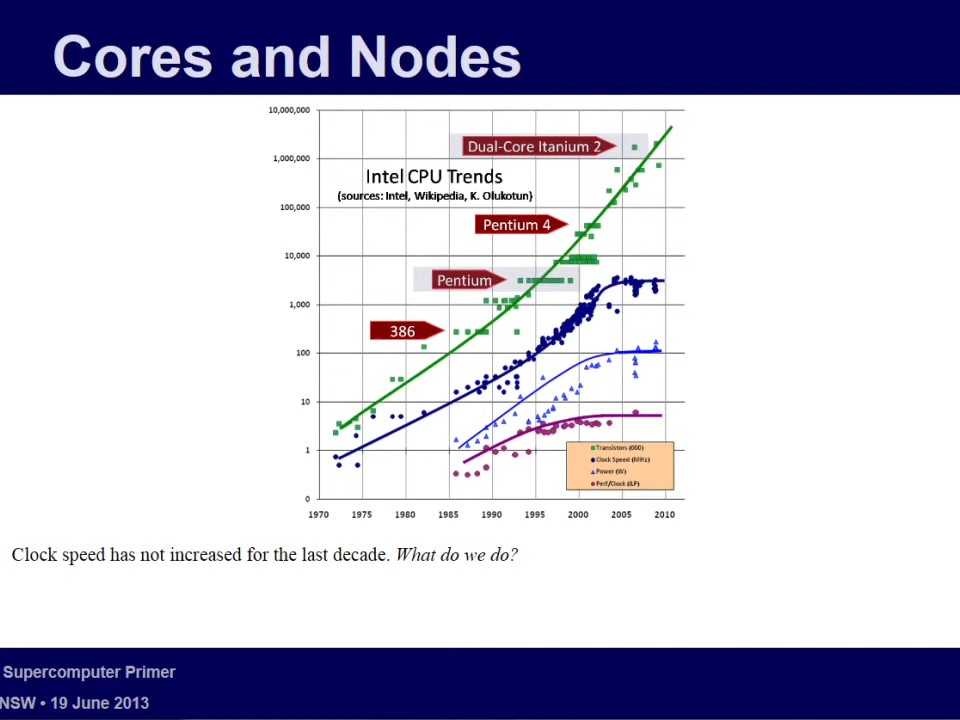 Cores and Nodes
10,000,000
1,000,000
100,000
10,000
1,000
100
10
1
0
Dual-Core Itanium 2
Intel CPU Trends
(sources: Intel, Wikipedia, K. Olukotun)
Pentium 4
Pentium
386
Transistors (000)
Clock Speed (MHz)
Power (W)
Perf/Clock (ILP)
1970 1975 1980 1985 1990 1995 2000 2005 2010
Clock speed has not increased for the last decade. What do we do?
Supercomputer Primer
NSW • 19 June 2013